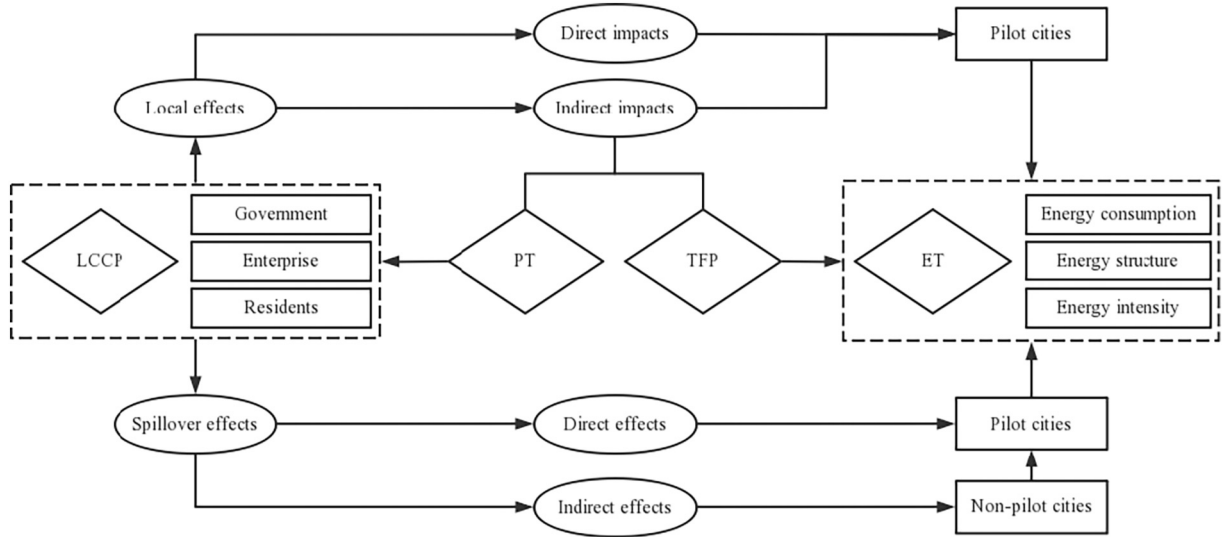 Direct impacts
Pilot cities
Local effects
Indirect impacts
Government
Energy consumption
LCCP
Enterprise
PT
TFP
ET
Energy structure
Residents
Energy intensity
Spillover effects
Direct effects
Pilot cities
Indirect effects
Non-pilot cities